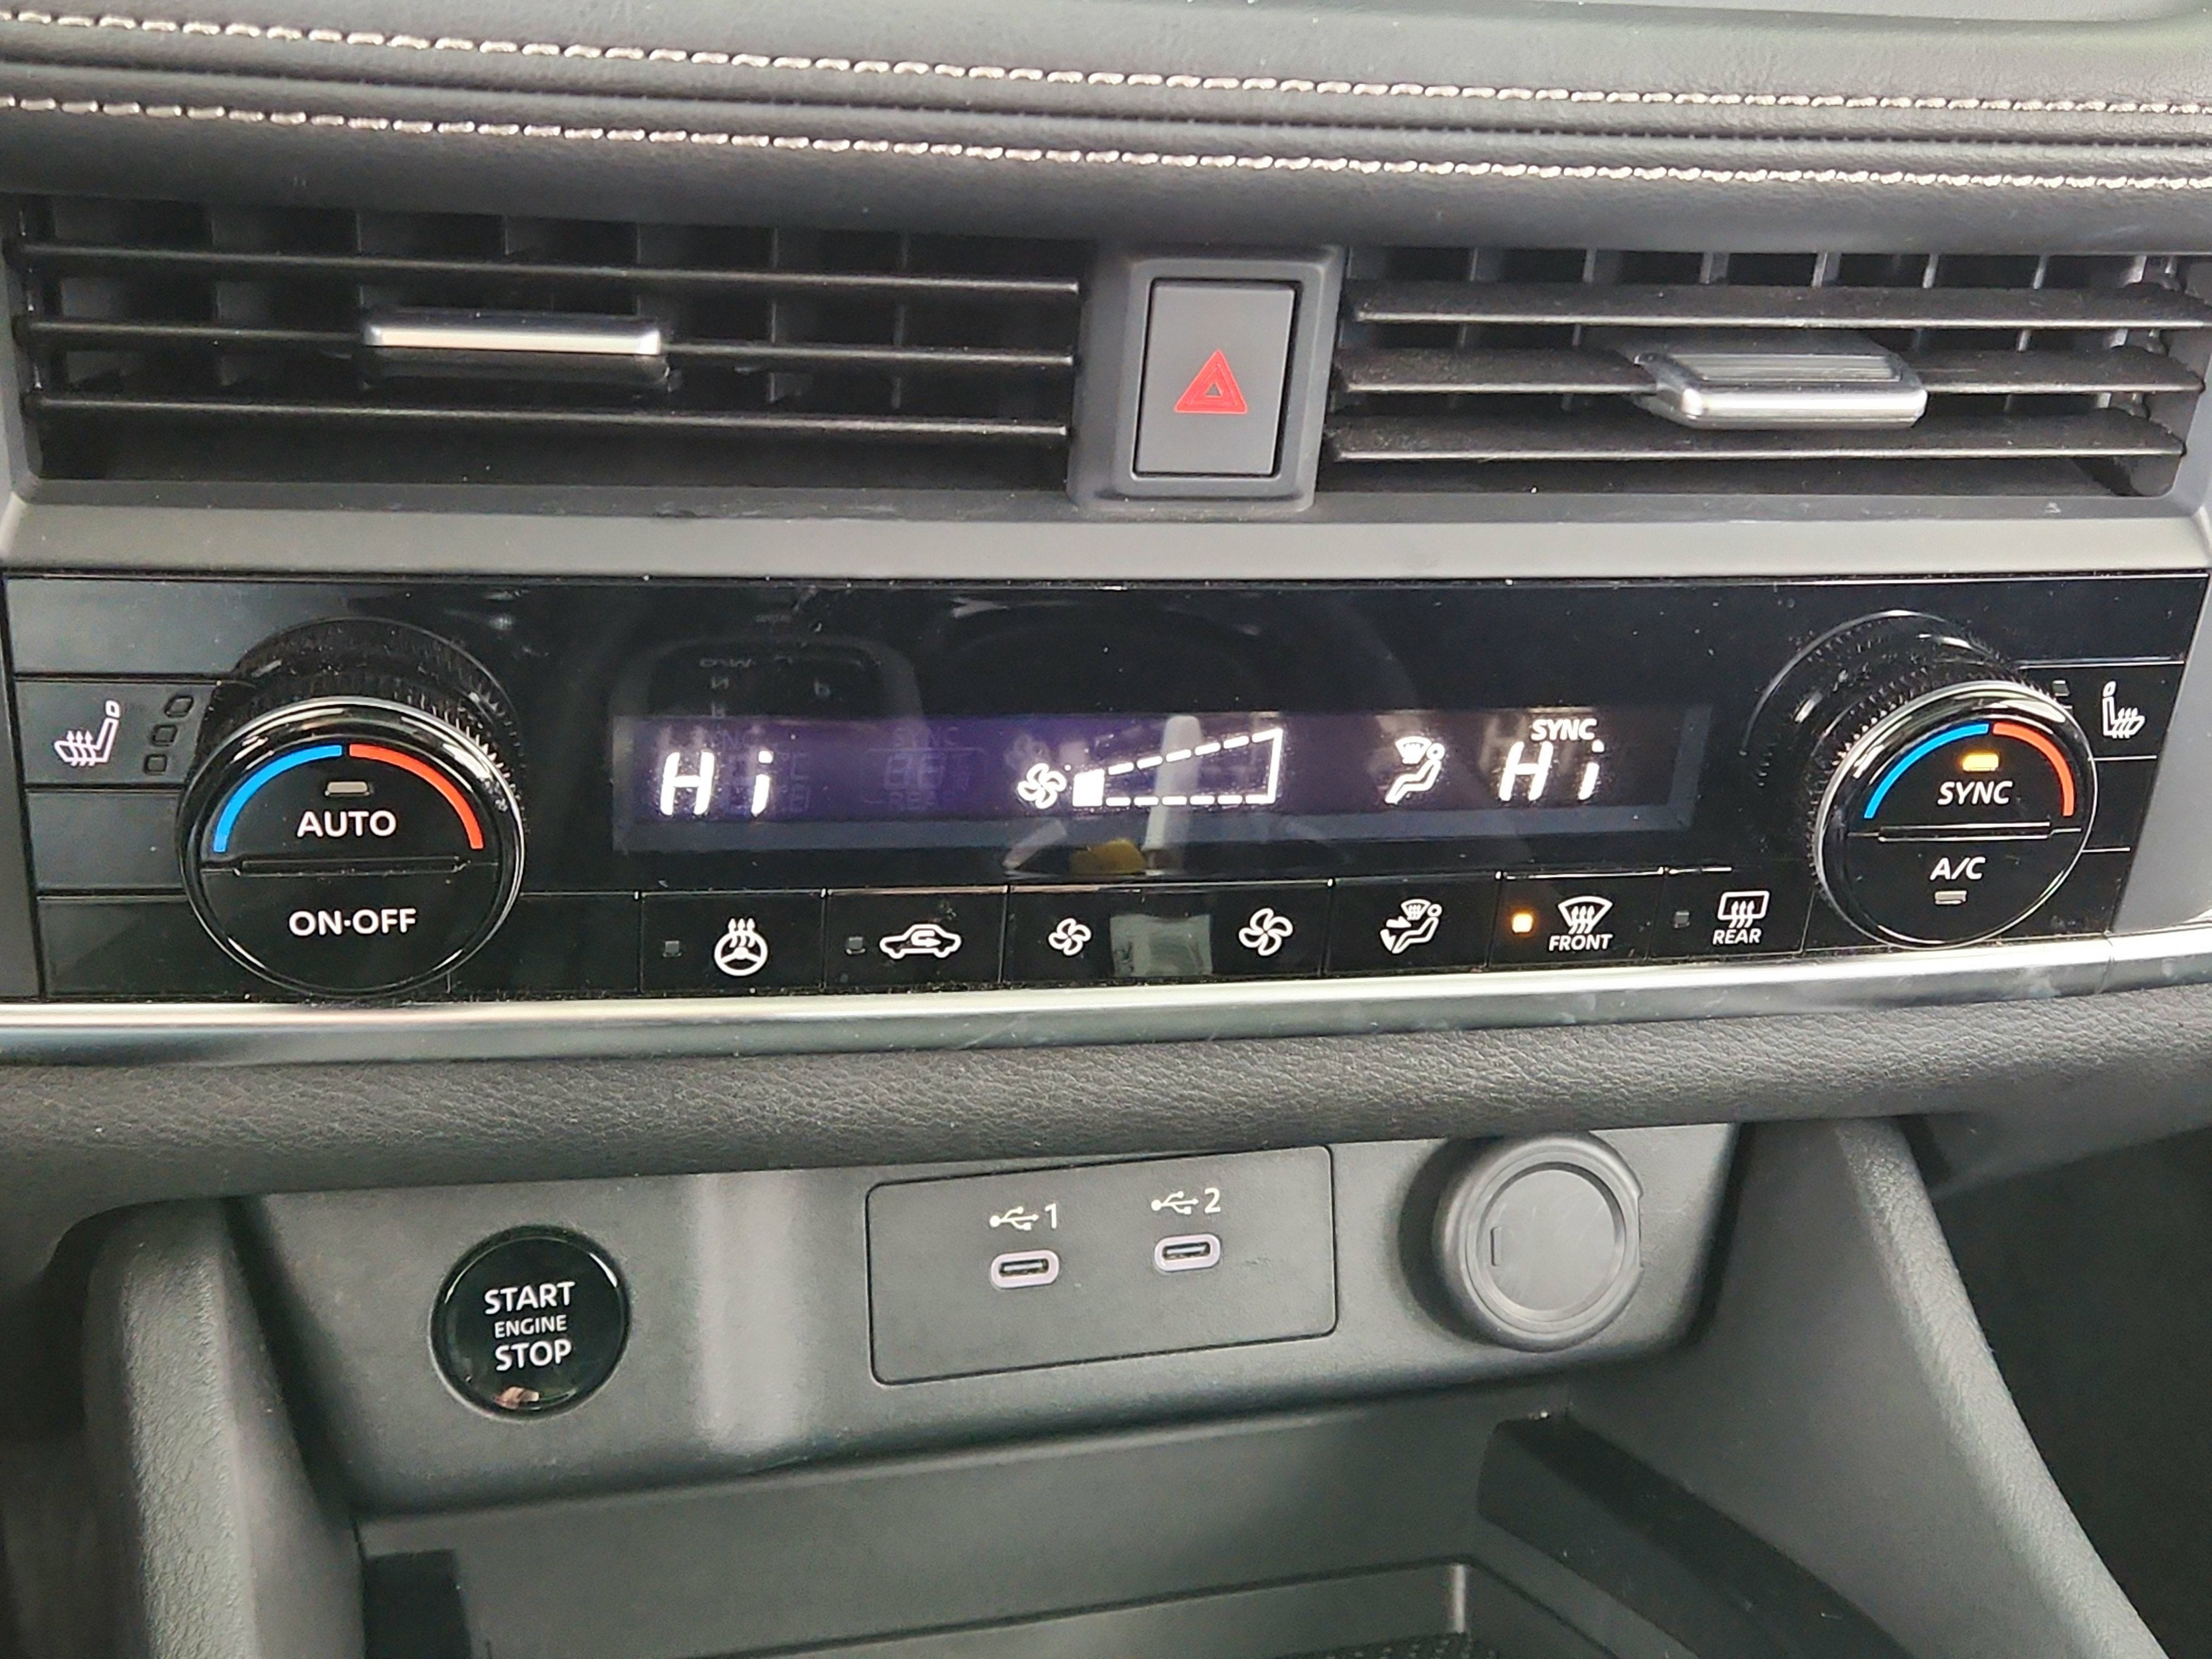 SYNC
Hi
Hi
AUTO
ON·OFF
SYNC
A/C
FRONT
REAR
1
2
START
ENGINE
STOP